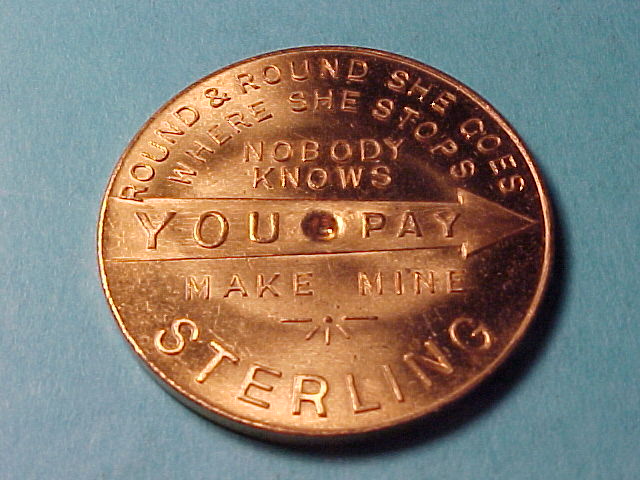 ROUND & ROUND SHE GOES
WHERE SHE STOPS
NOBODY
KNOWS
YOU PAY
MAKE MINE
STERLING